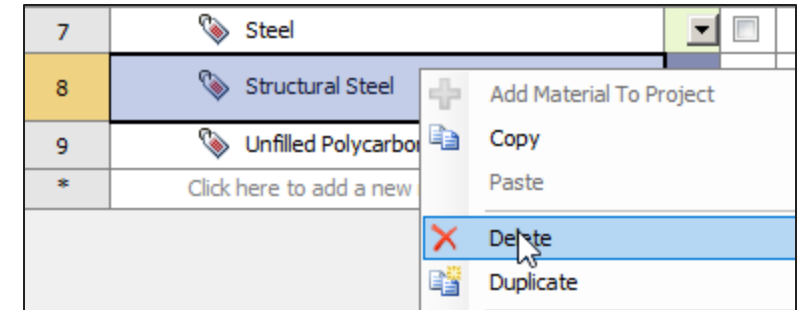 7 Steel
8 Structural Steel
Add Material To Project
Copy
9 Unfilled Polycarbo
Paste
* Click here to add a new
Delete
Duplicate